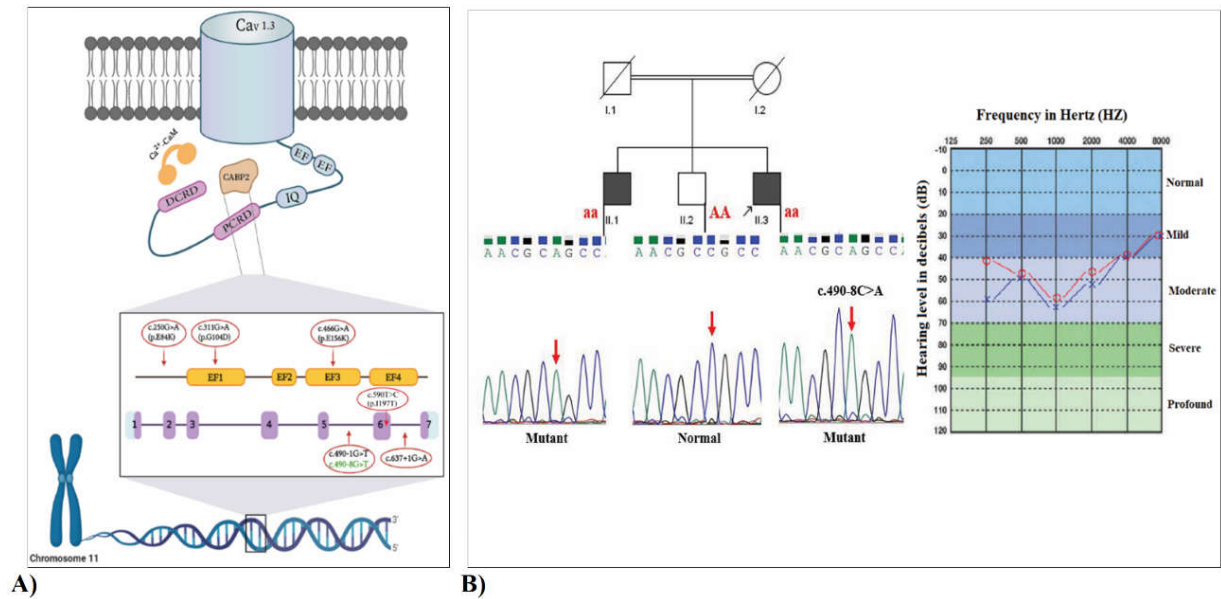 Cav 1.3
Ca²⁺-CaM
EF
EF
CABP2
IQ
DCRD
PCRD
c.250G>A
(p.E84K)
c.311G>A
(p.G104D)
c.466G>A
(p.E156K)
EF1
EF2
EF3
EF4
c.590T>C
(p.I197T)
1
2
3
4
5
6
7
c.490-1G>T
c.490-8G>T
c.637+1G>A
3'
5'
Chromosome 11
A)
I.1
I.2
II.1
II.2
II.3
aa
AA
aa
A A C G C A G C C
A A C G C C G C C
A A C G C A G C C A
c.490-8C>A
Mutant
Normal
Mutant
Frequency in Hertz (HZ)
125 250 500 1000 2000 4000 8000
Hearing level in decibels (dB)
-10
0
10
20
30
40
50
60
70
80
90
100
110
120
Normal
Mild
Moderate
Severe
Profound
B)